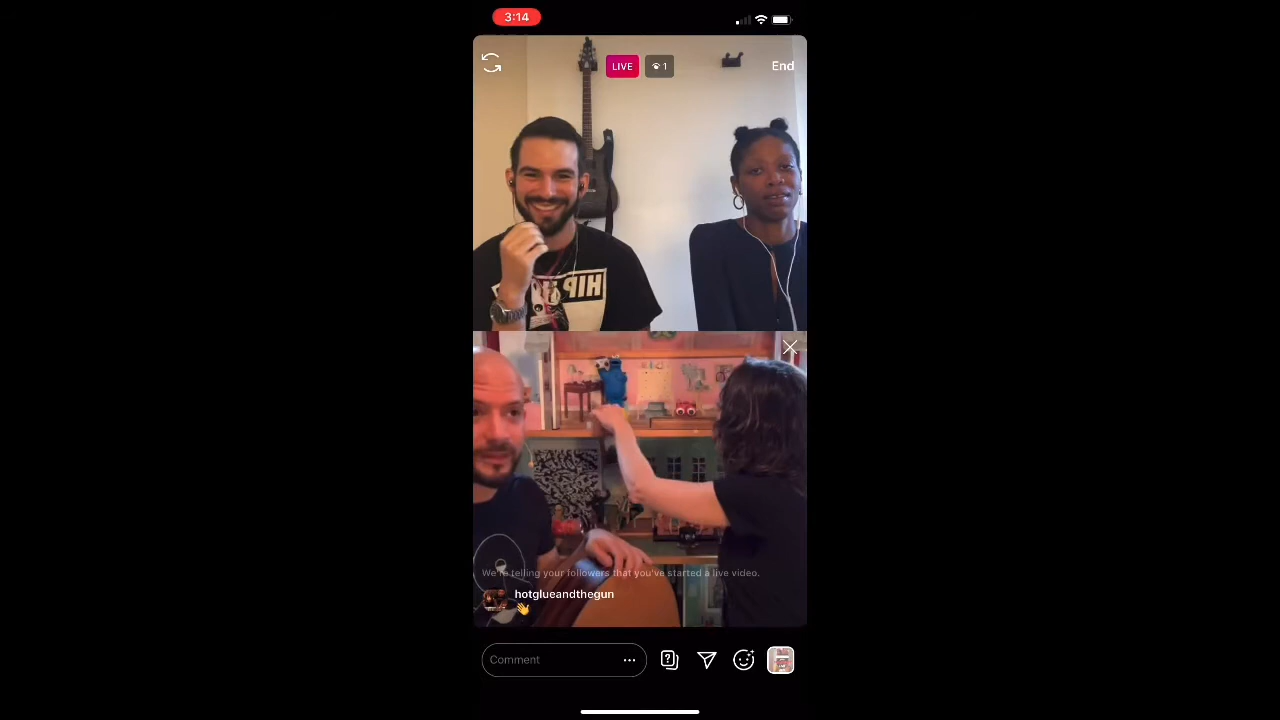 3:14
LIVE
1
End
HIP
We're telling your followers that you've started a live video.
hotglueandthegun
Comment